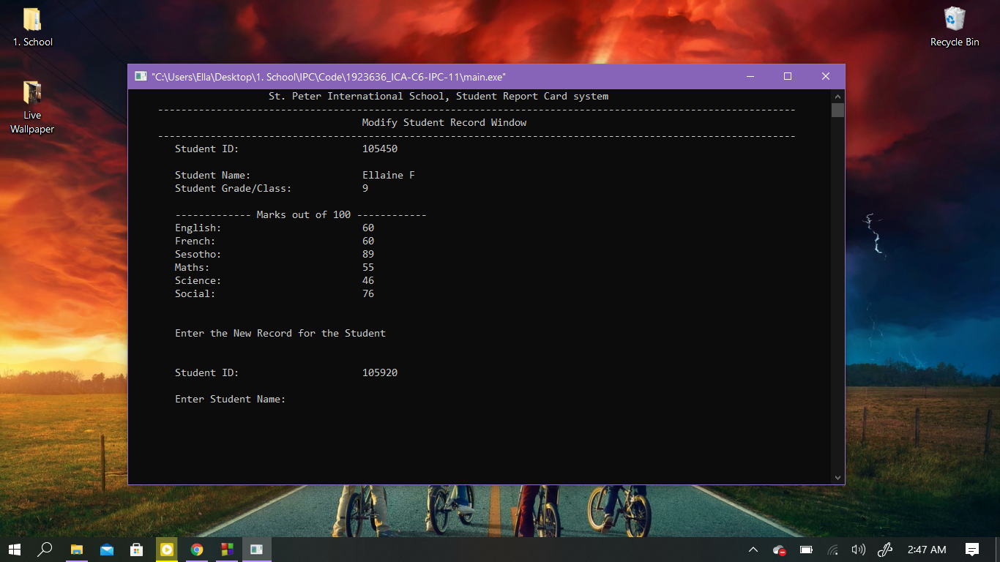 1. School
Recycle Bin
Live
Wallpaper
"C:\Users\Ella\Desktop\1. School\IPC\Code\1923636_ICA-C6-IPC-11\main.exe"
St. Peter International School, Student Report Card system
-------------------------------------------------------------------------------------------------------------
Modify Student Record Window
-------------------------------------------------------------------------------------------------------------
Student ID: 105450
Student Name: Ellaine F
Student Grade/Class: 9
------------- Marks out of 100 ------------
English: 60
French: 60
Sesotho: 89
Maths: 55
Science: 46
Social: 76
Enter the New Record for the Student
Student ID: 105920
Enter Student Name:
2:47 AM